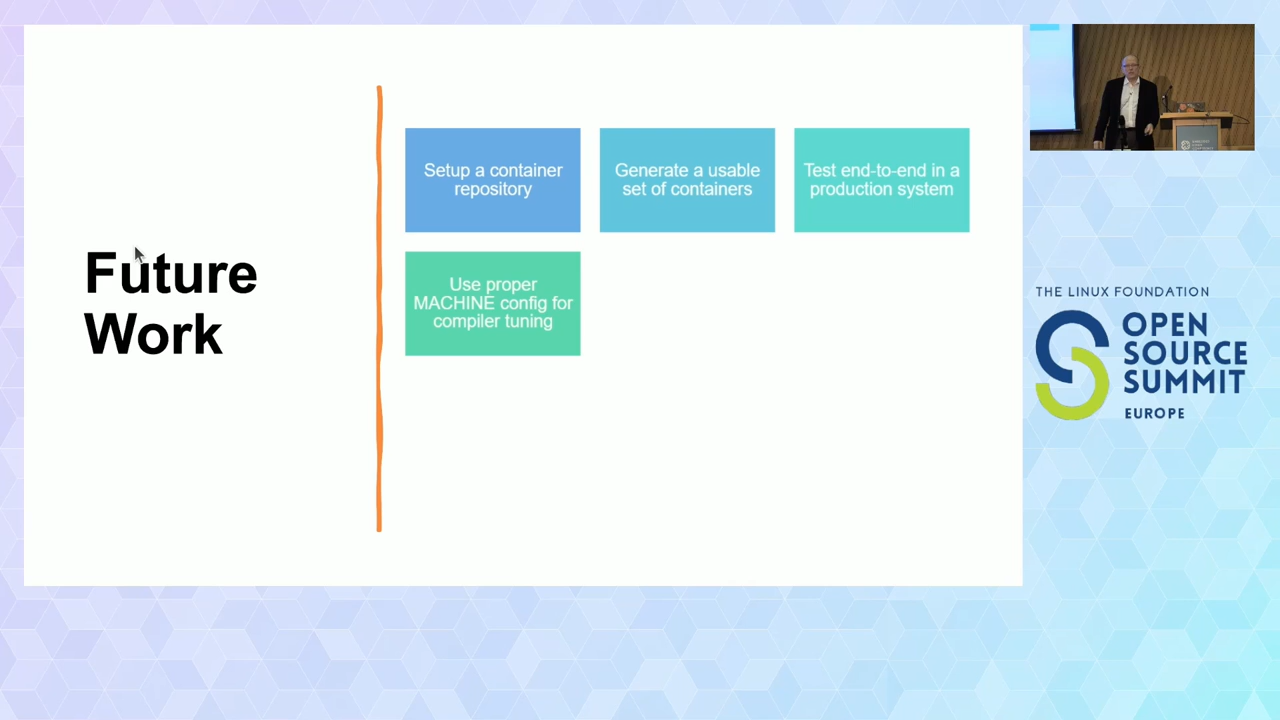 Future
Work
Setup a container
repository
Generate a usable
set of containers
Test end-to-end in a
production system
Use proper
MACHINE config for
compiler tuning
THE LINUX FOUNDATION
OPEN
SOURCE
SUMMIT
EUROPE